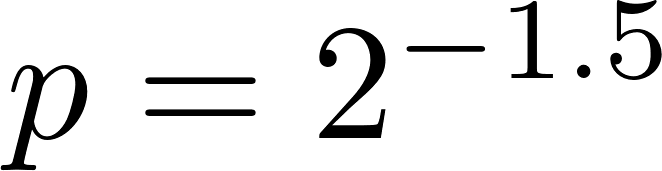 p = 2^{-1.5}